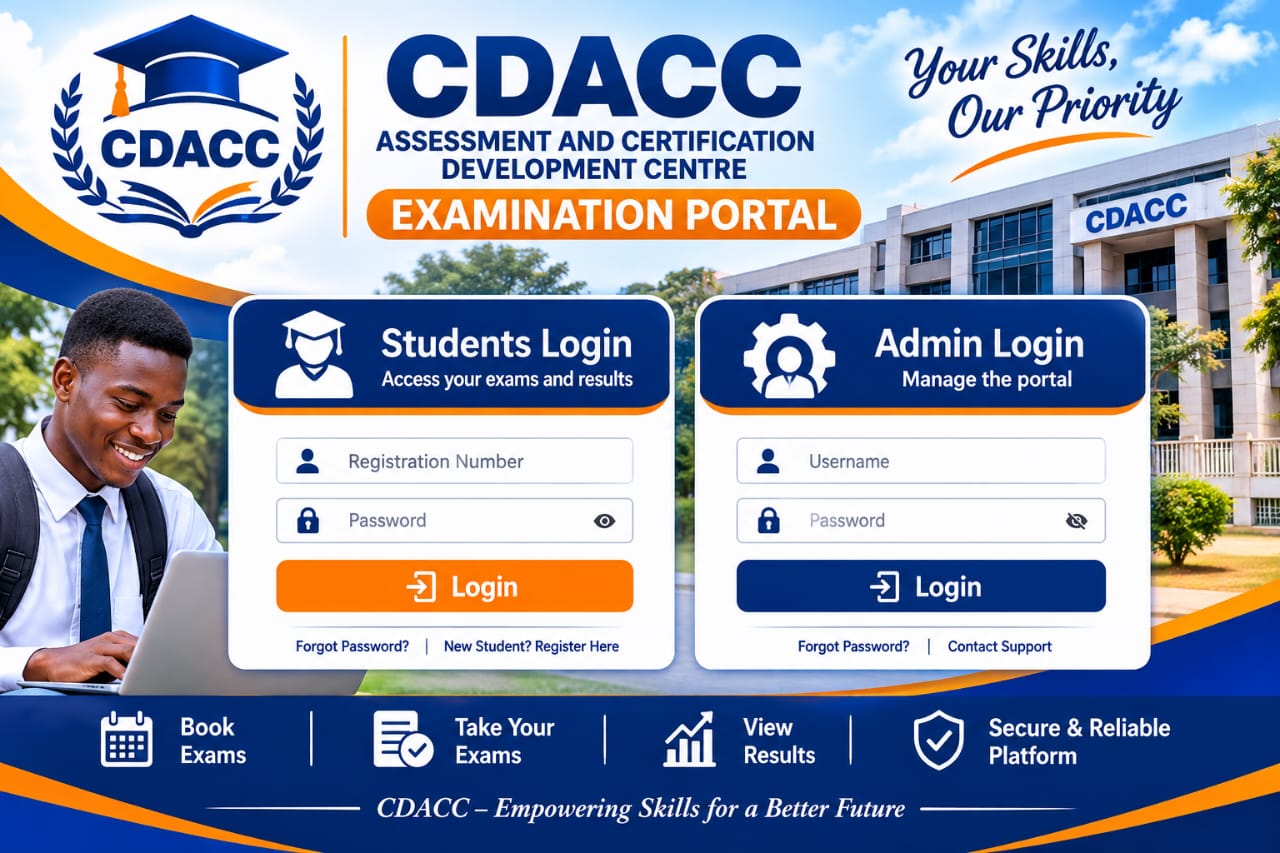 CDACC
CDACC
ASSESSMENT AND CERTIFICATION
DEVELOPMENT CENTRE
EXAMINATION PORTAL
Your Skills,
Our Priority
CDACC
Students Login
Access your exams and results
Registration Number
Password
Login
Forgot Password? | New Student? Register Here
Admin Login
Manage the portal
Username
Password
Login
Forgot Password? | Contact Support
Book
Exams
Take Your
Exams
View
Results
Secure & Reliable
Platform
CDACC – Empowering Skills for a Better Future